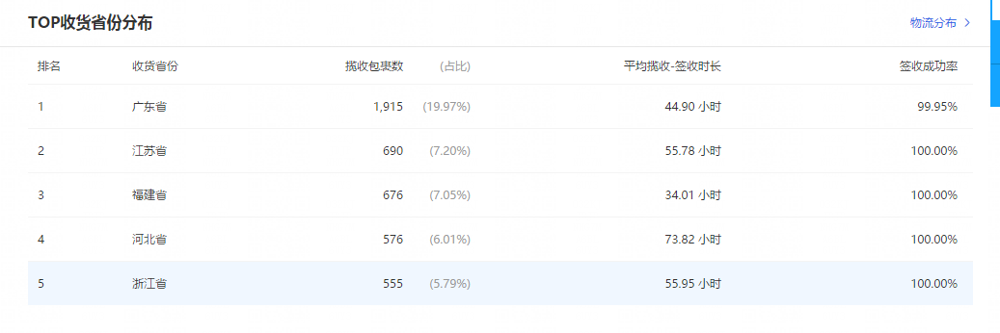 TOP收货省份分布 物流分布 >
排名 收货省份 揽收包裹数 (占比) 平均揽收-签收时长 签收成功率
1 广东省 1,915 (19.97%) 44.90 小时 99.95%
2 江苏省 690 (7.20%) 55.78 小时 100.00%
3 福建省 676 (7.05%) 34.01 小时 100.00%
4 河北省 576 (6.01%) 73.82 小时 100.00%
5 浙江省 555 (5.79%) 55.95 小时 100.00%